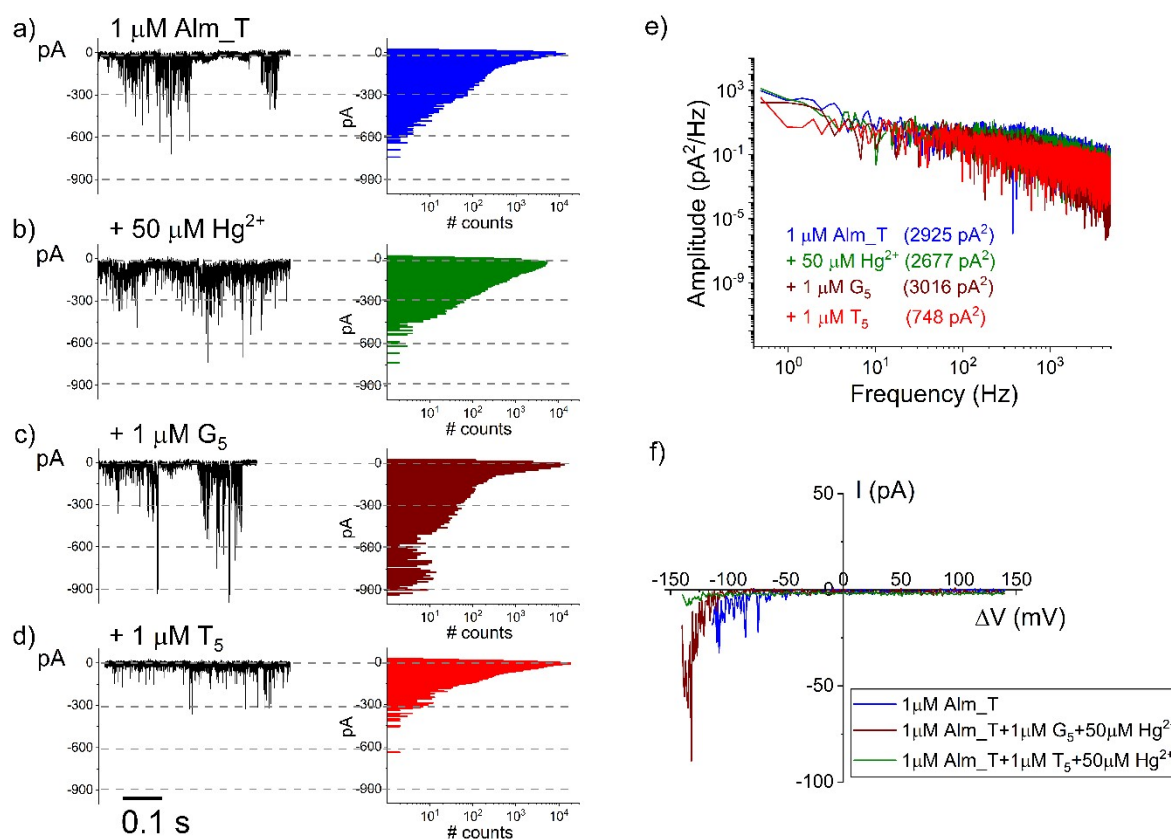 a)
1 μM Alm_T
pA
0
-300
-600
-900
0
-300
-600
-900
pA
10¹ 10² 10³ 10⁴
# counts
b)
+ 50 μM Hg²⁺
pA
0
-300
-600
-900
0
-300
-600
-900
pA
10¹ 10² 10³ 10⁴
# counts
c)
+ 1 μM G₅
pA
0
-300
-600
-900
0
-300
-600
-900
pA
10¹ 10² 10³ 10⁴
# counts
d)
+ 1 μM T₅
pA
0
-300
-600
-900
0
-300
-600
-900
pA
10¹ 10² 10³ 10⁴
# counts
0.1 s
e)
Amplitude (pA²/Hz)
10³
10⁻¹
10⁻⁵
10⁻⁹
1 μM Alm_T (2925 pA²)
+ 50 μM Hg²⁺ (2677 pA²)
+ 1 μM G₅ (3016 pA²)
+ 1 μM T₅ (748 pA²)
10⁰ 10¹ 10² 10³
Frequency (Hz)
f)
50
I (pA)
-150 -100 -50 0 50 100 150
0
ΔV (mV)
-50
-100
1μM Alm_T
1μM Alm_T+1μM G₅+50μM Hg²⁺
1μM Alm_T+1μM T₅+50μM Hg²⁺